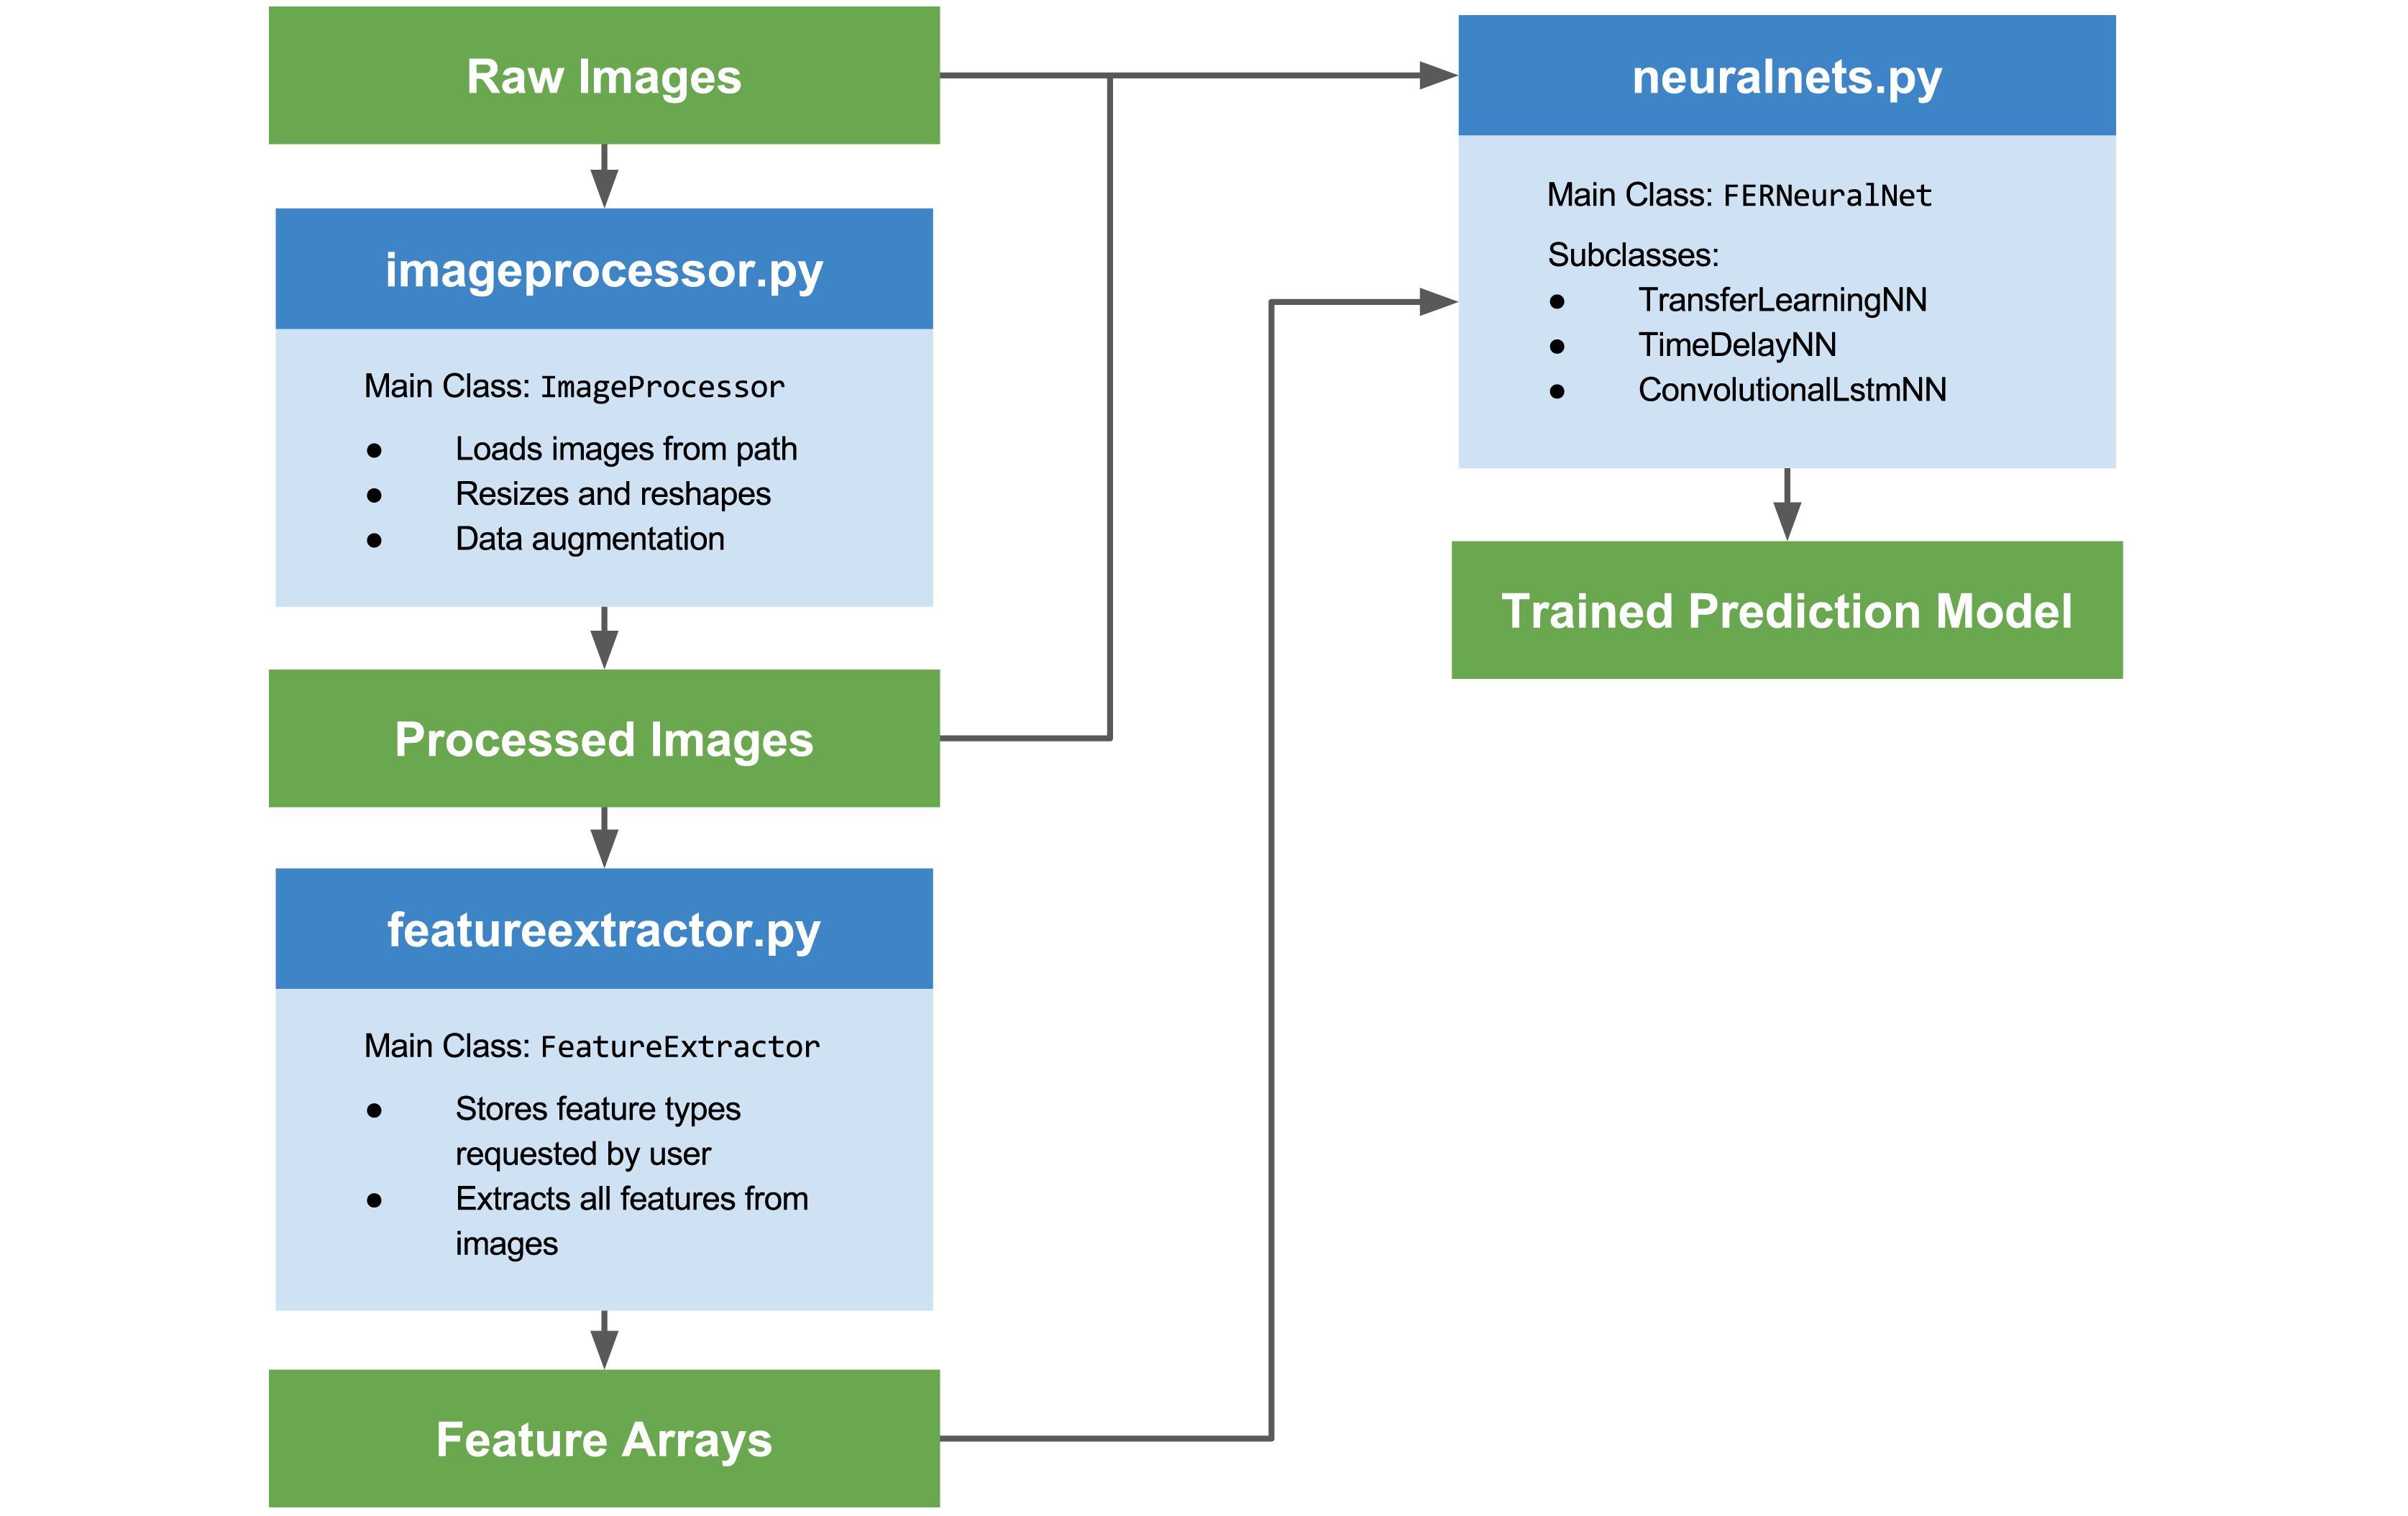 Raw Images
imageprocessor.py
Main Class: ImageProcessor
● Loads images from path
● Resizes and reshapes
● Data augmentation
Processed Images
featureextractor.py
Main Class: FeatureExtractor
● Stores feature types
requested by user
● Extracts all features from
images
Feature Arrays
neuralnets.py
Main Class: FERNeuralNet
Subclasses:
● TransferLearningNN
● TimeDelayNN
● ConvolutionalLstmNN
Trained Prediction Model